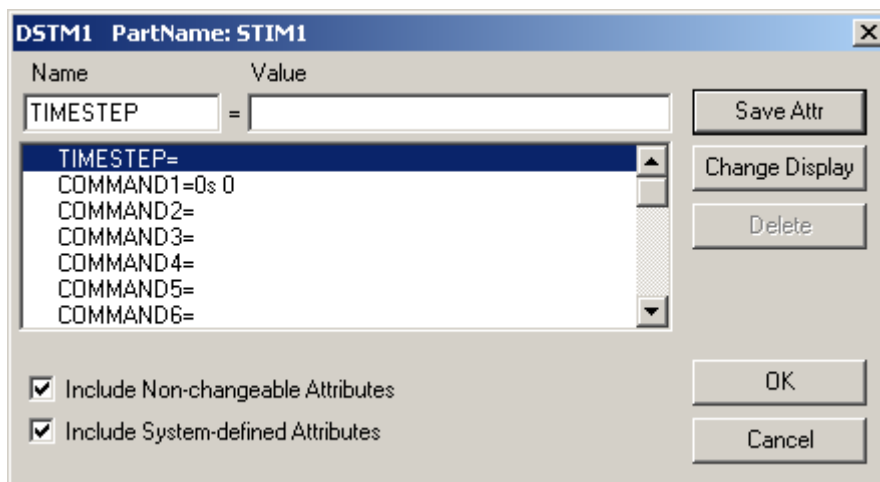 DSTM1 PartName: STIM1
Name Value
TIMESTEP =
Save Attr
TIMESTEP=
COMMAND1=0s 0
COMMAND2=
COMMAND3=
COMMAND4=
COMMAND5=
COMMAND6=
Change Display
Delete
Include Non-changeable Attributes
Include System-defined Attributes
OK
Cancel